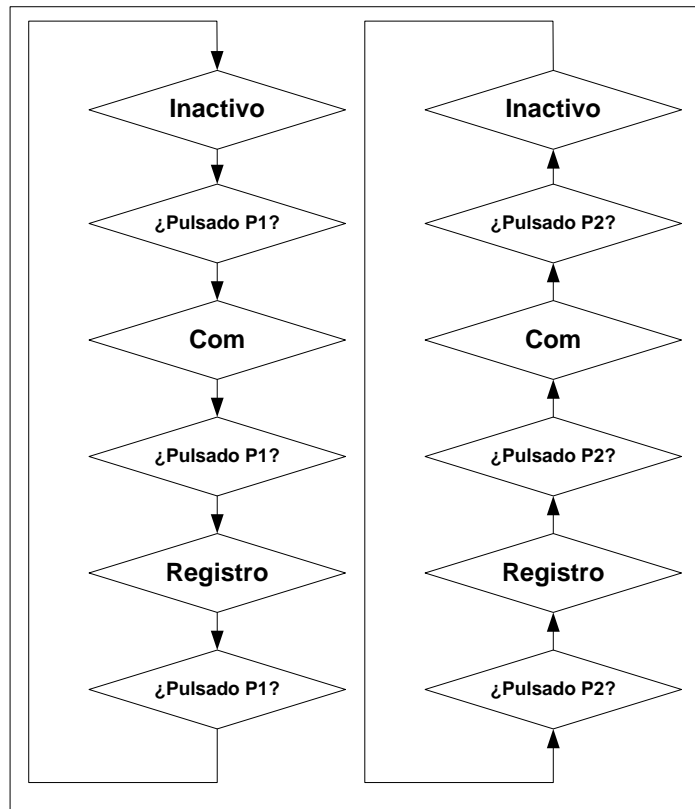 Inactivo
¿Pulsado P1?
Com
¿Pulsado P1?
Registro
¿Pulsado P1?
Inactivo
¿Pulsado P2?
Com
¿Pulsado P2?
Registro
¿Pulsado P2?